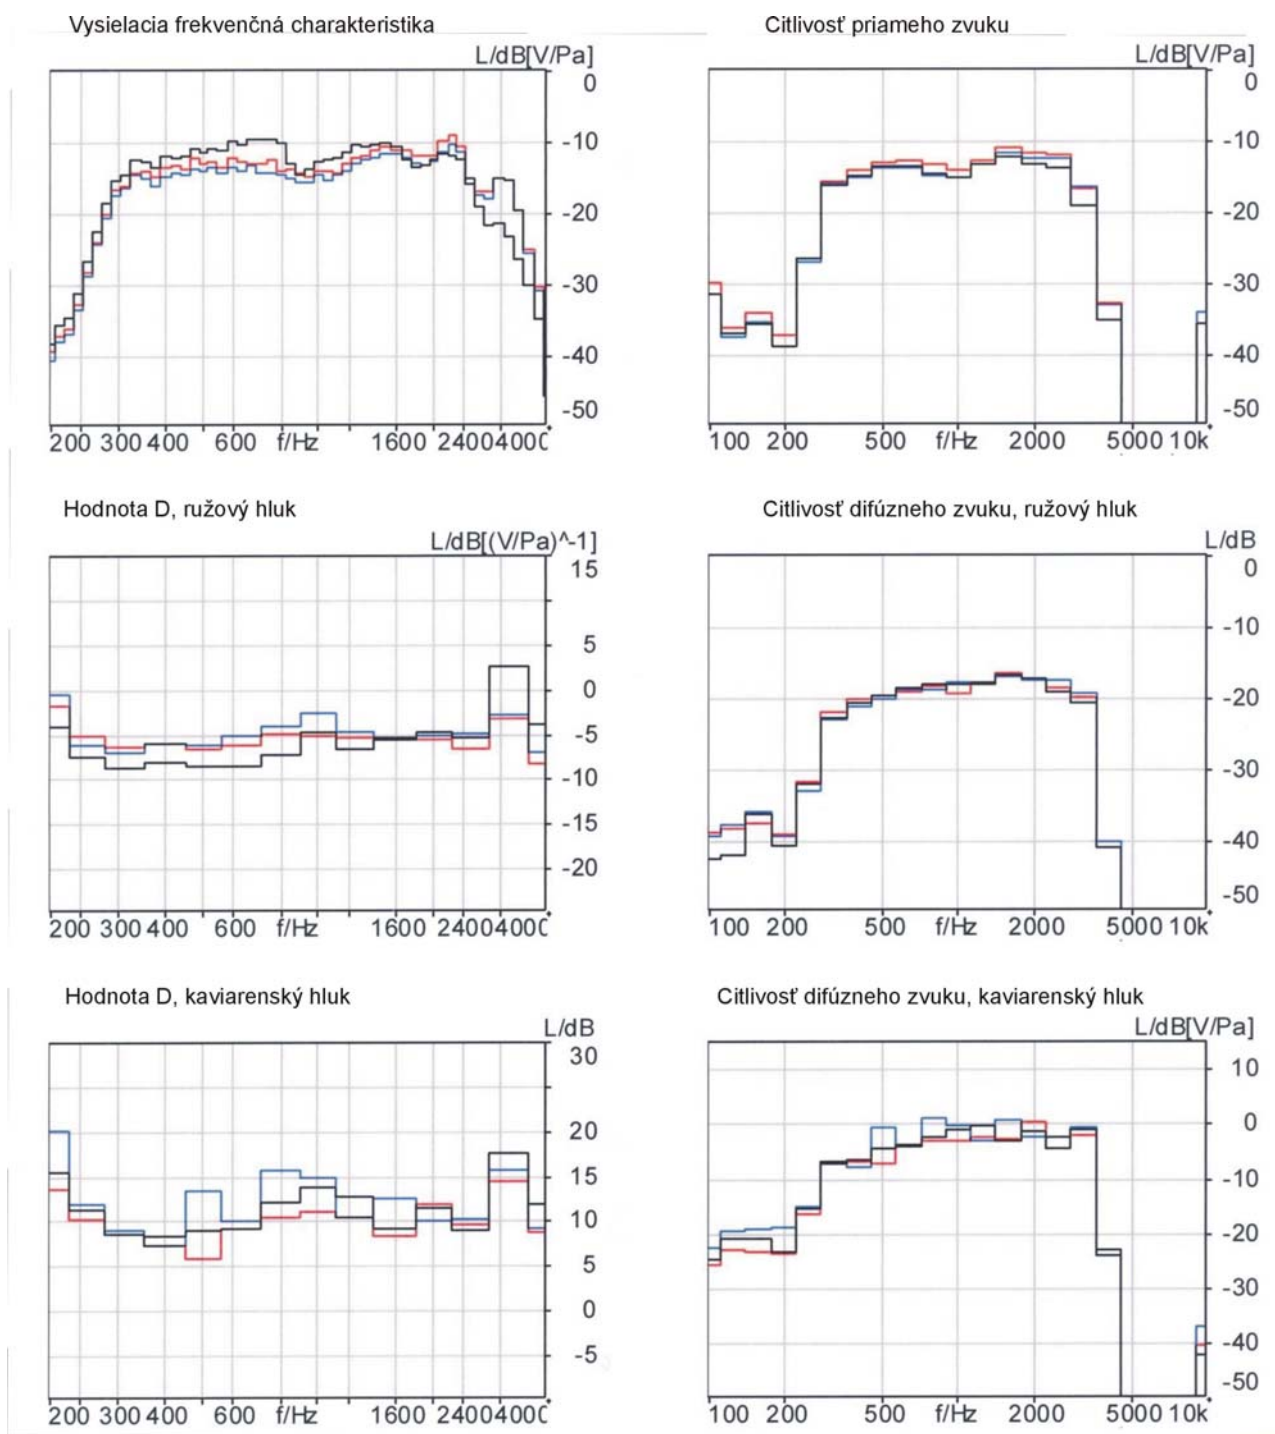 Vysielacia frekvenčná charakteristika
L/dB[V/Pa]
0
-10
-20
-30
-40
-50
200 300 400 600 f/Hz 1600 2400 4000
Citlivosť priameho zvuku
L/dB[V/Pa]
0
-10
-20
-30
-40
-50
100 200 500 f/Hz 2000 5000 10k
Hodnota D, ružový hluk
L/dB[(V/Pa)^-1]
15
5
0
-5
-10
-15
-20
200 300 400 600 f/Hz 1600 2400 4000
Citlivosť difúzneho zvuku, ružový hluk
L/dB
0
-10
-20
-30
-40
-50
100 200 500 f/Hz 2000 5000 10k
Hodnota D, kaviarenský hluk
L/dB
30
20
15
10
5
0
-5
200 300 400 600 f/Hz 1600 2400 4000
Citlivosť difúzneho zvuku, kaviarenský hluk
L/dB[V/Pa]
10
0
-10
-20
-30
-40
-50
100 200 500 f/Hz 2000 5000 10k